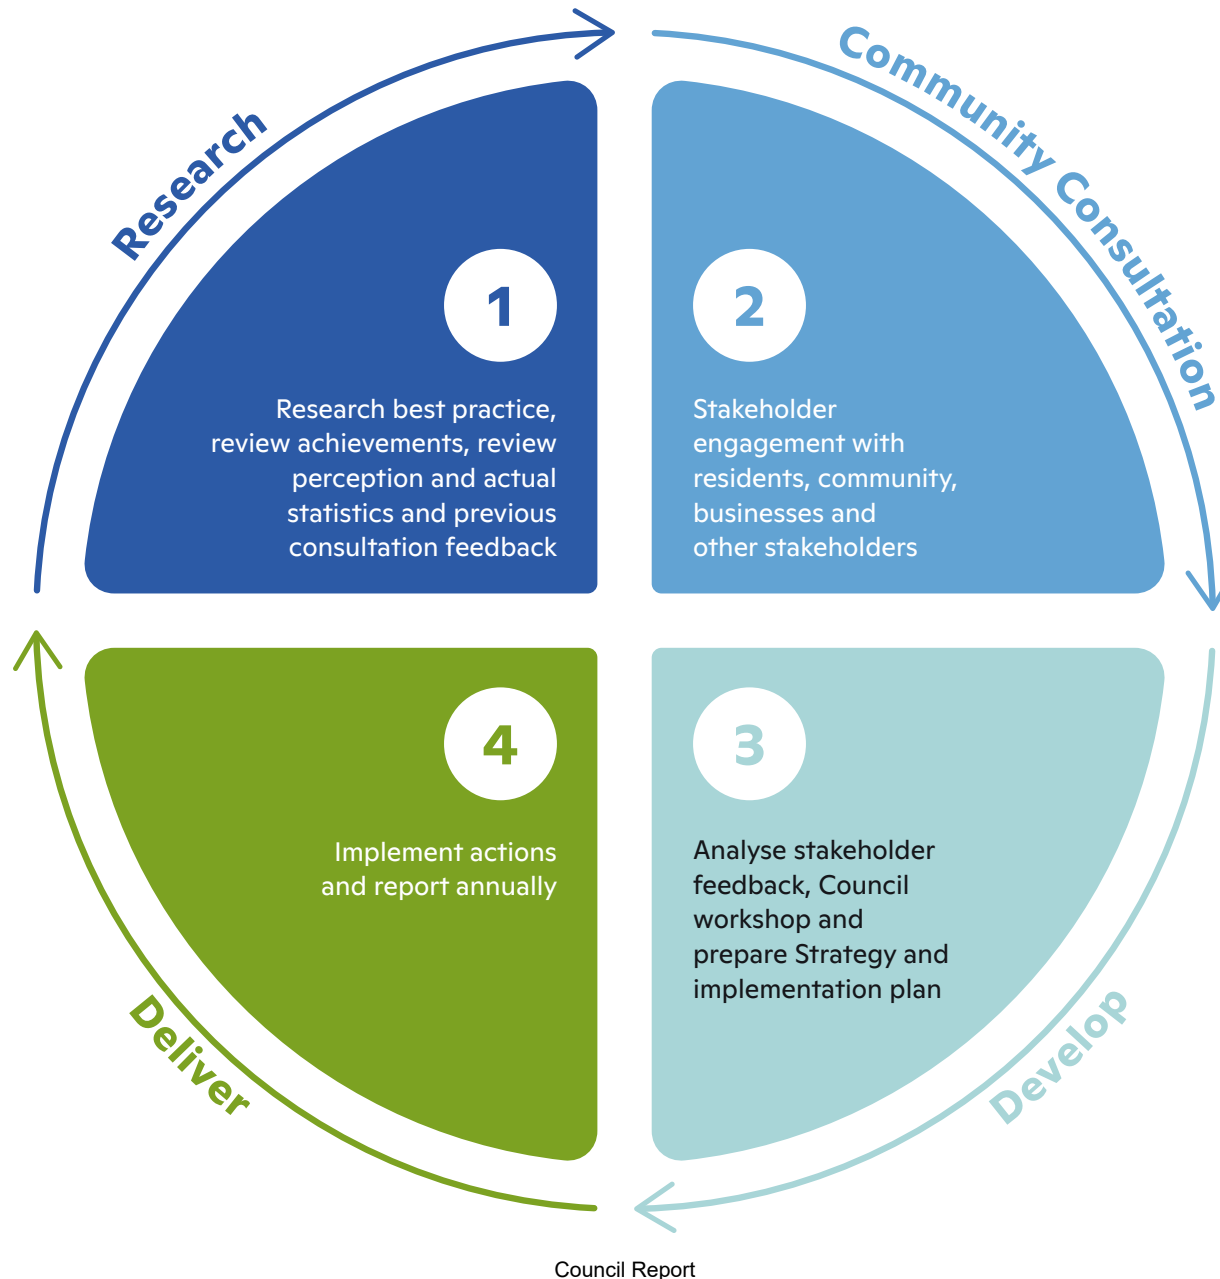 Research
1
Research best practice,
review achievements, review
perception and actual
statistics and previous
consultation feedback
Community Consultation
2
Stakeholder
engagement with
residents, community,
businesses and
other stakeholders
3
Analyse stakeholder
feedback, Council
workshop and
prepare Strategy and
implementation plan
Develop
4
Implement actions
and report annually
Deliver
Council Report